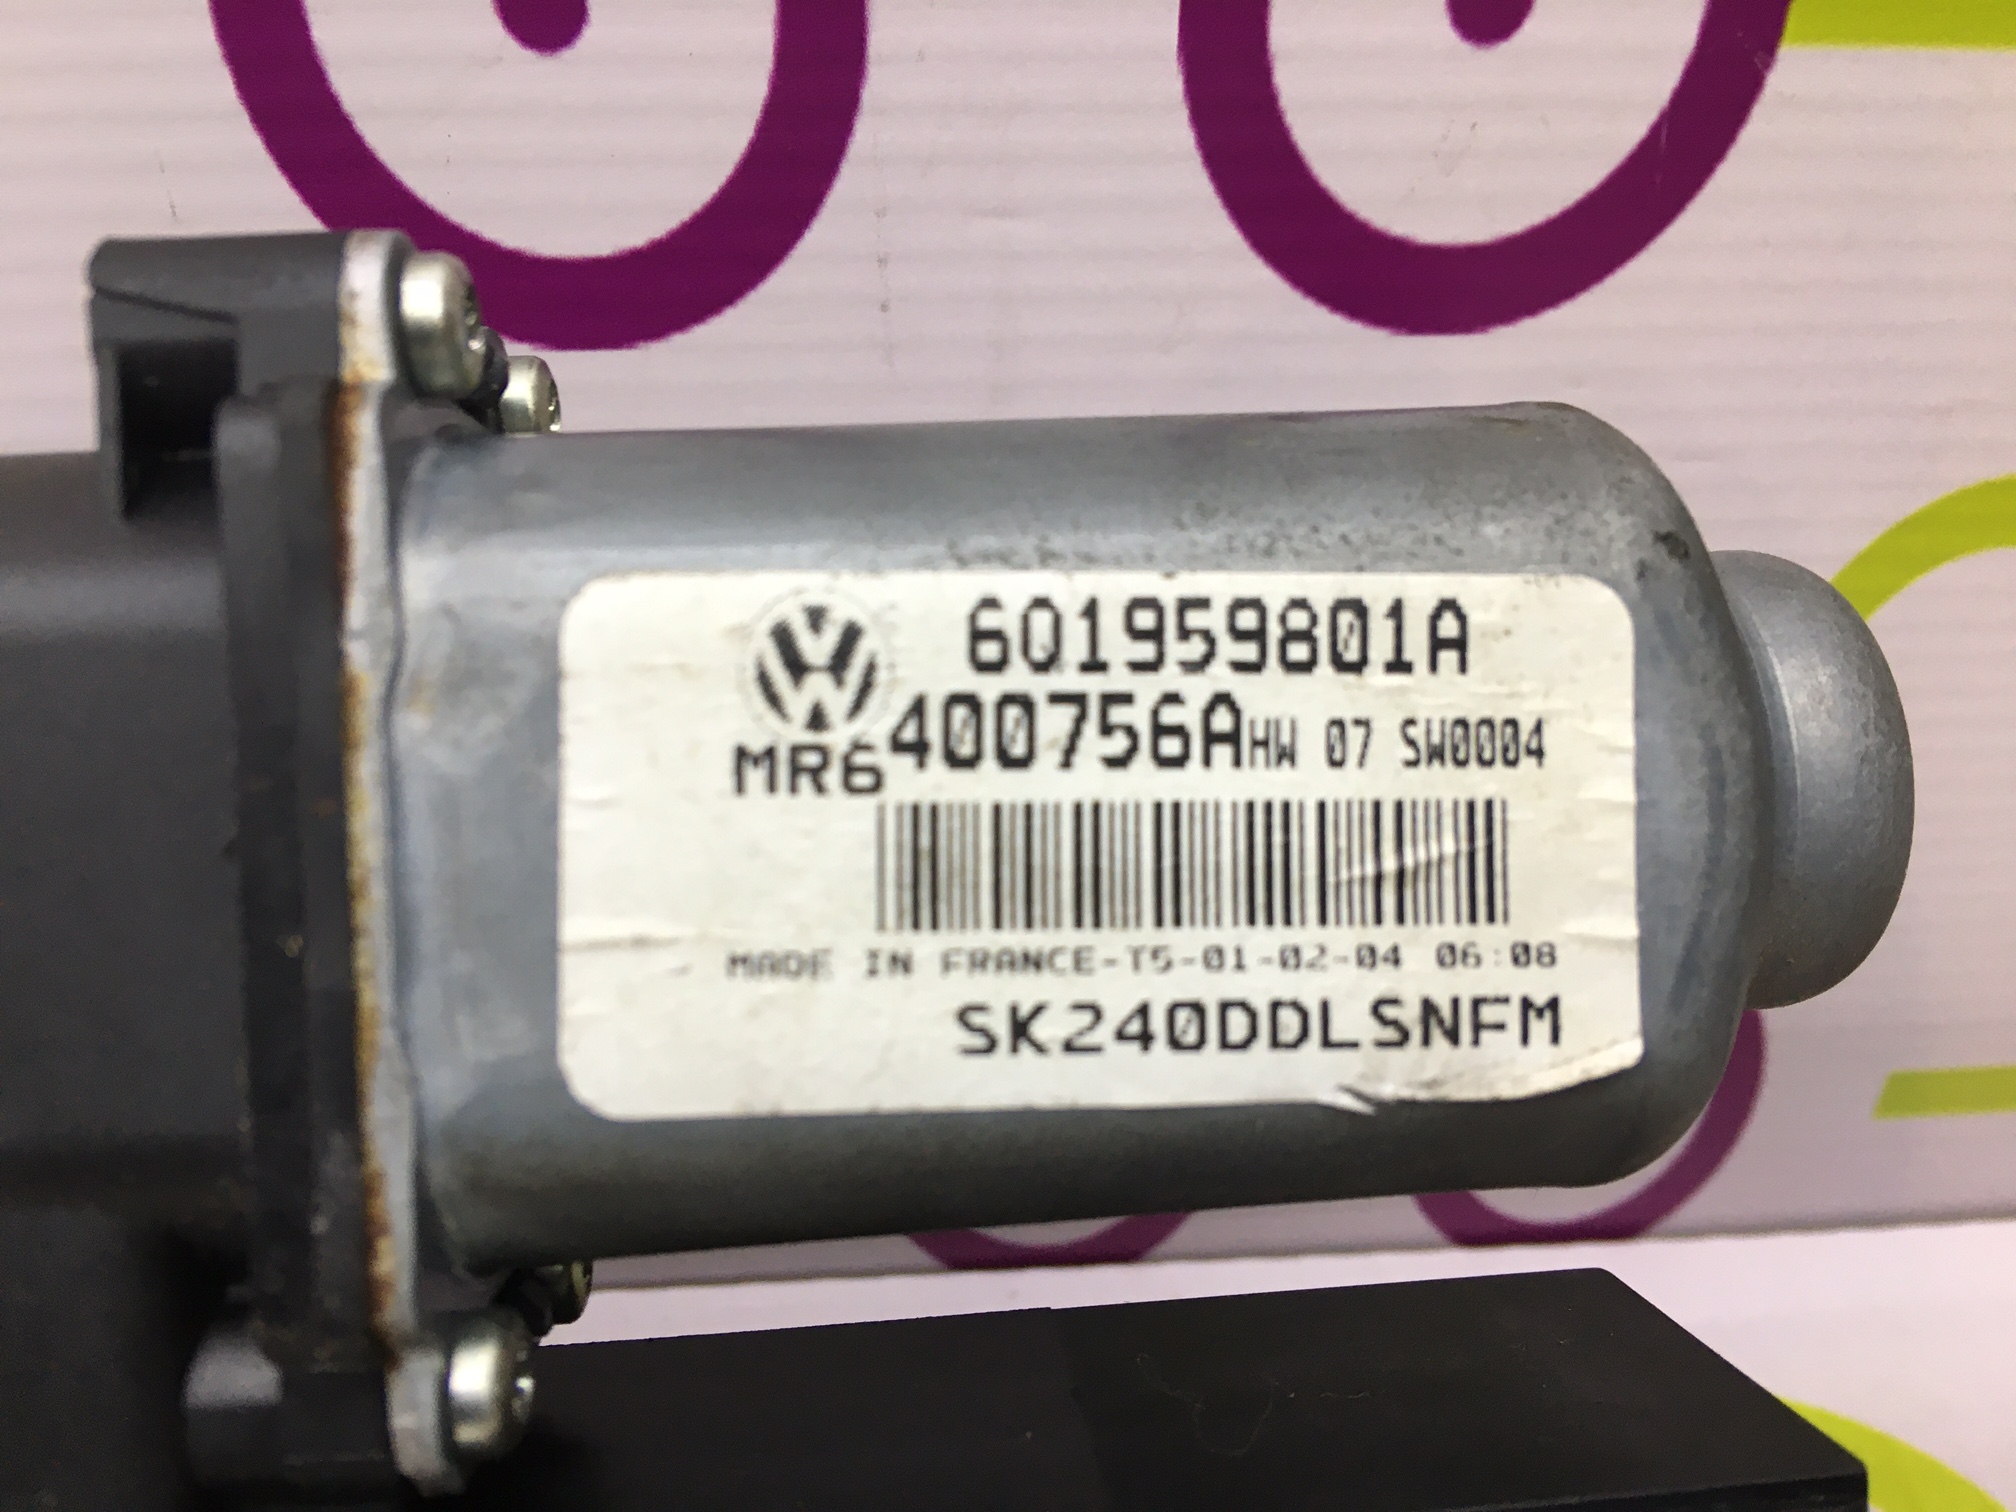 6Q1959801A
400756A HW 07 SW0004
MR6
MADE IN FRANCE-T5-01-02-04 06:08
SK240DDLSNFM